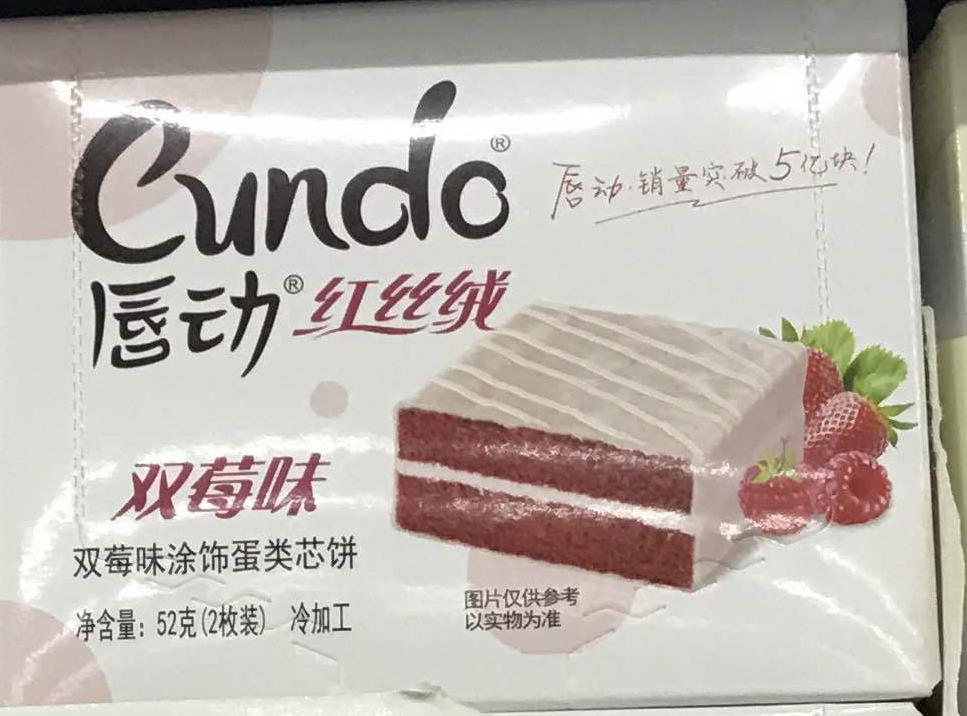 Cundo®
唇动·销量突破5亿块!
唇动®红丝绒
双莓味
双莓味涂饰蛋类芯饼
净含量：52克(2枚装) 冷加工
图片仅供参考
以实物为准